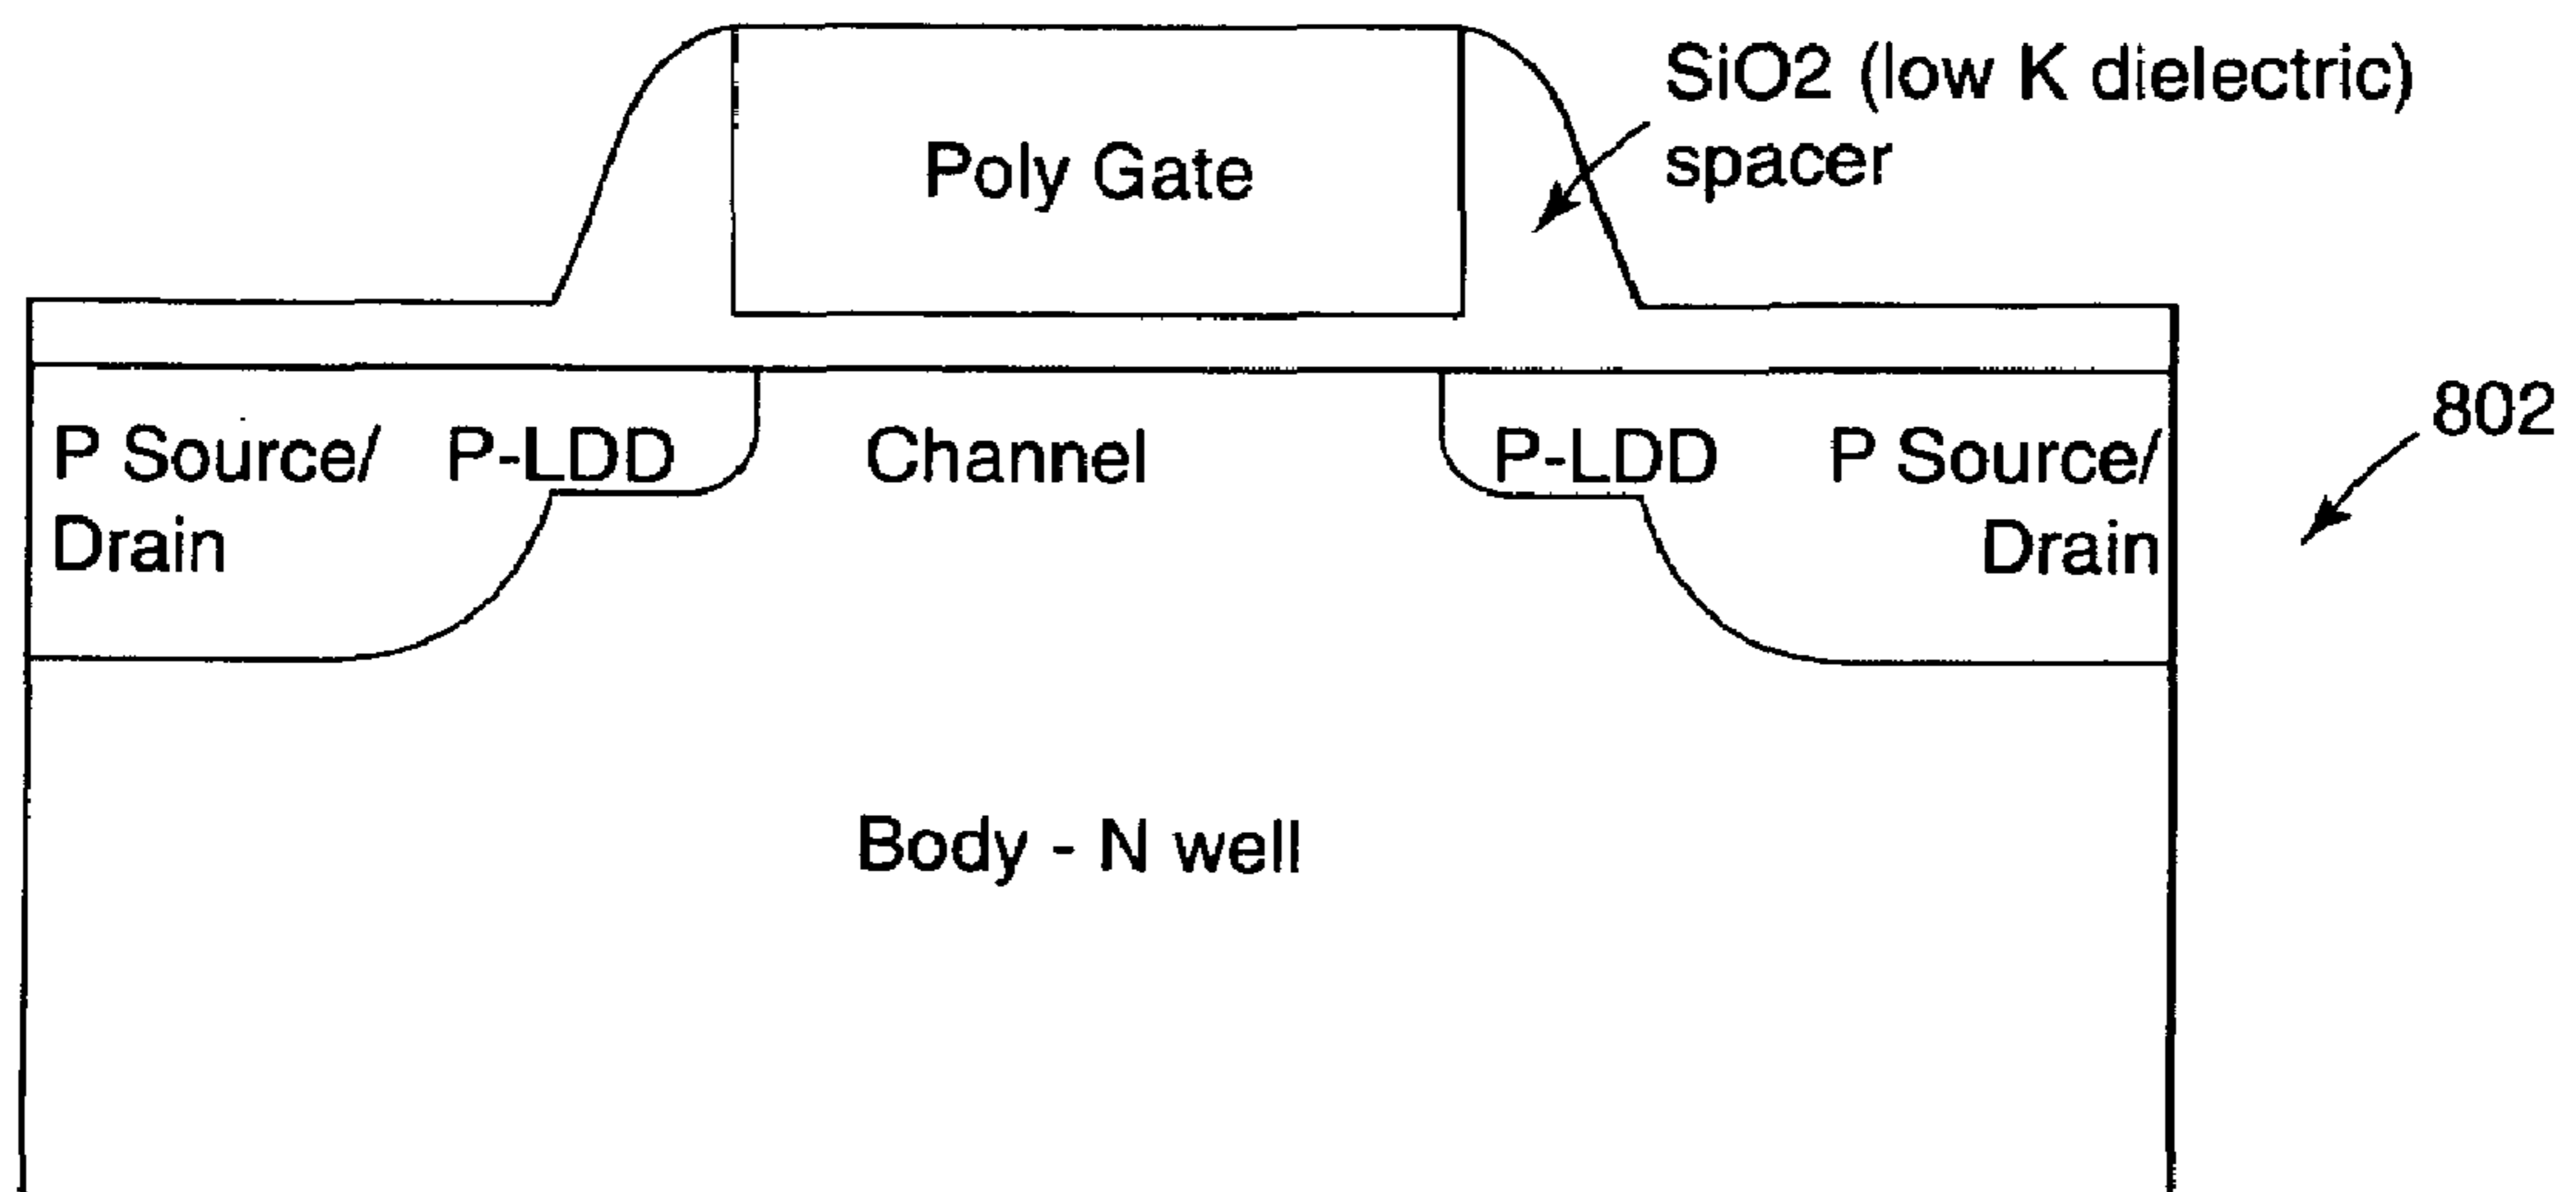 SiO2 (low K dielectric)
spacer
Poly Gate
802
P Source/
Drain
P-LDD
Channel
P-LDD
P Source/
Drain
Body - N well